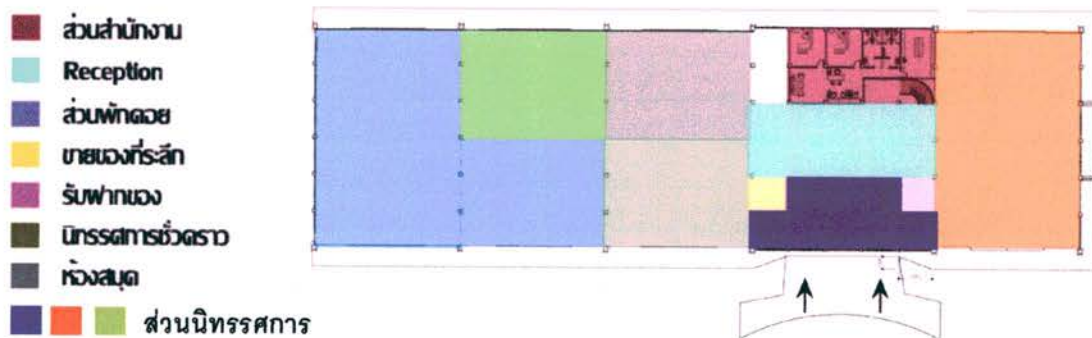 ส่วนสำนักงาน
Reception
ส่วนพักคอย
ขายของที่ระลึก
รับฝากของ
นิทรรศการชั่วคราว
ห้องสมุด
ส่วนนิทรรศการ